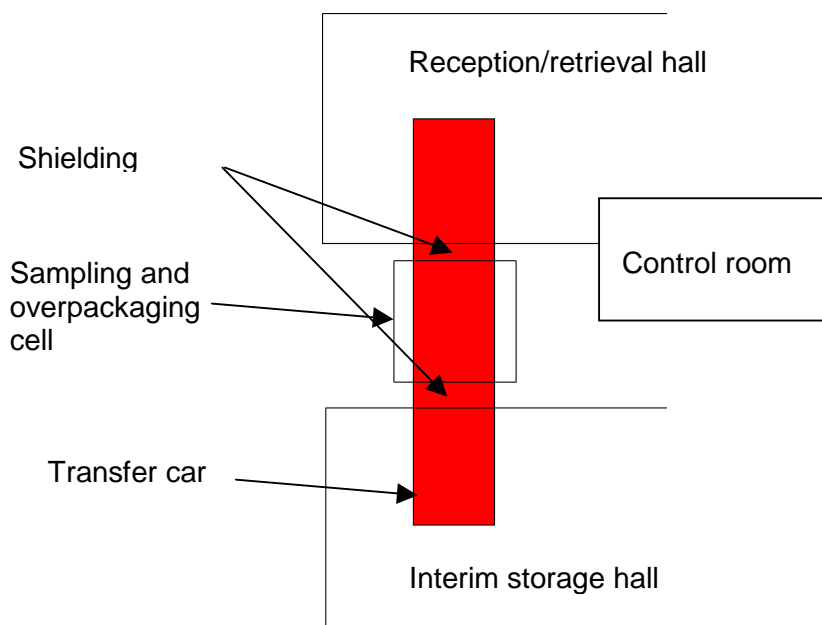 Reception/retrieval hall
Shielding
Sampling and
overpackaging
cell
Control room
Transfer car
Interim storage hall